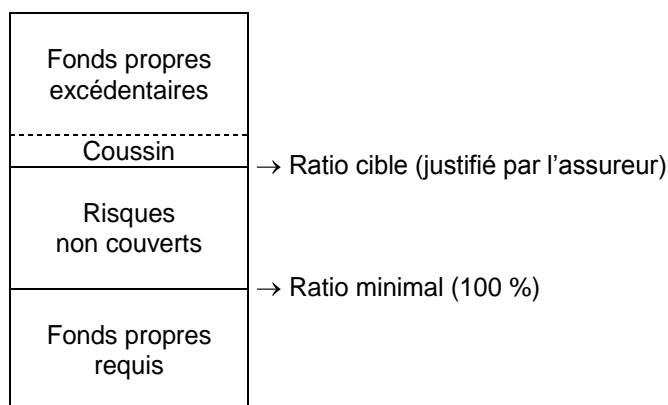 Fonds propres
excédentaires
Coussin
→ Ratio cible (justifié par l'assureur)
Risques
non couverts
→ Ratio minimal (100 %)
Fonds propres
requis